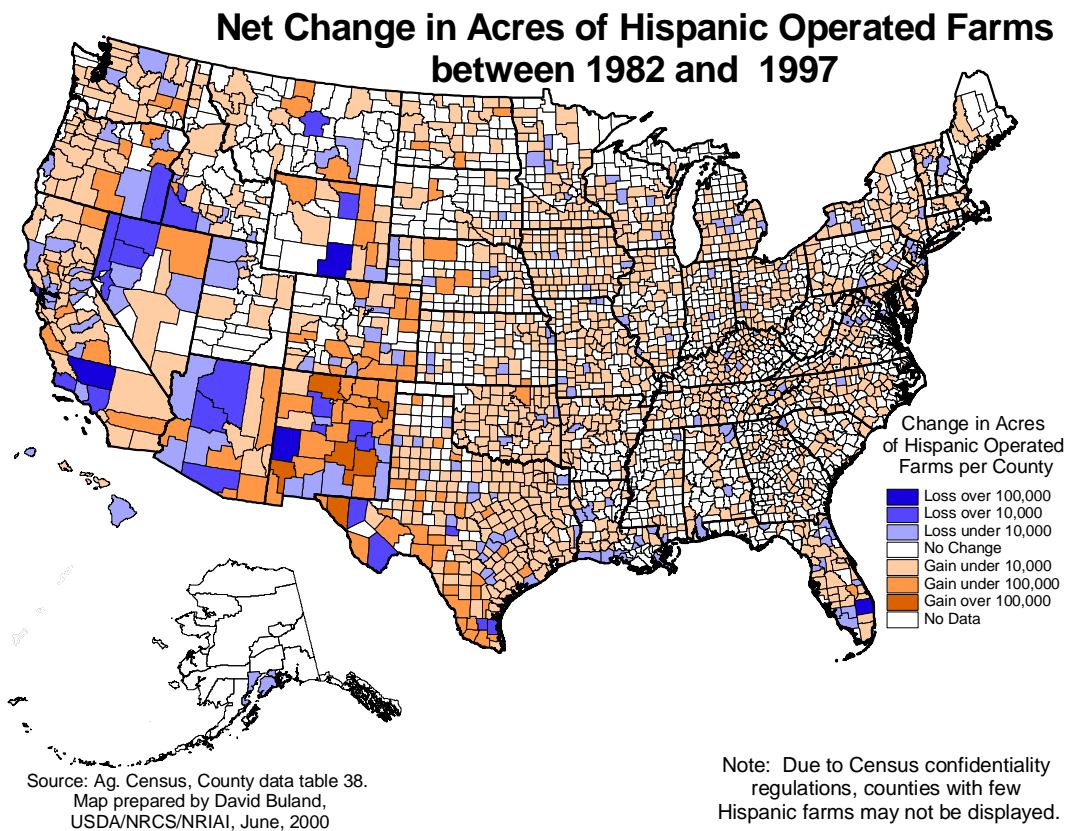 Net Change in Acres of Hispanic Operated Farms
between 1982 and 1997
Change in Acres
of Hispanic Operated
Farms per County
Loss over 100,000
Loss over 10,000
Loss under 10,000
No Change
Gain under 10,000
Gain under 100,000
Gain over 100,000
No Data
Source: Ag. Census, County data table 38.
Map prepared by David Buland,
USDA/NRCS/NRIAI, June, 2000
Note: Due to Census confidentiality
regulations, counties with few
Hispanic farms may not be displayed.